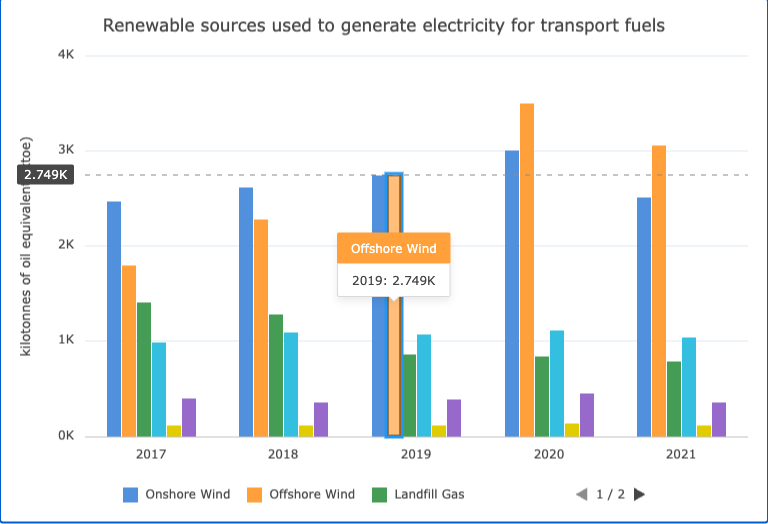 Renewable sources used to generate electricity for transport fuels
4K
3K
2.749K
2K
1K
0K
kilotonnes of oil equivalent
Offshore Wind
2019: 2.749K
2017
2018
2019
2020
2021
Onshore Wind
Offshore Wind
Landfill Gas
1 / 2